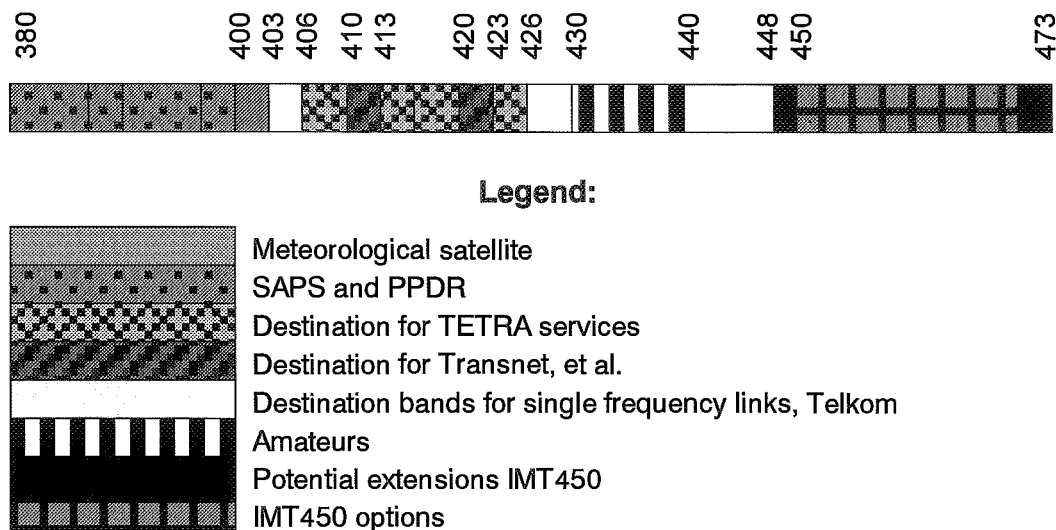 380 400 403 406 410 413 420 423 426 430 440 448 450 473
Legend:
Meteorological satellite
SAPS and PPDR
Destination for TETRA services
Destination for Transnet, et al.
Destination bands for single frequency links, Telkom
Amateurs
Potential extensions IMT450
IMT450 options